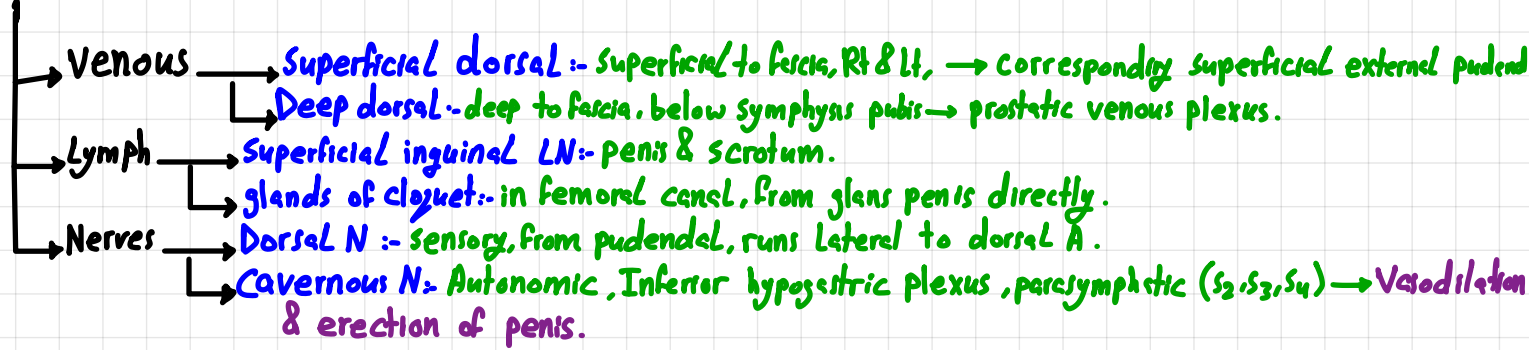 Venous → Superficial dorsal :- Superficial to fascia, Rt & lt, → corresponding superficial external pudend
Deep dorsal :- deep to fascia, below symphysis pubis → prostatic venous plexus.
Lymph → Superficial inguinal LN:- penis & scrotum.
glands of cloquet:- in femoral canal, from glans penis directly.
Nerves → Dorsal N :- sensory, from pudendal, runs Lateral to dorsal A.
Cavernous N:- Autonomic, Inferior hypogastric plexus, parasymphatic (S2,S3,S4) → Vasodilation
& erection of penis.